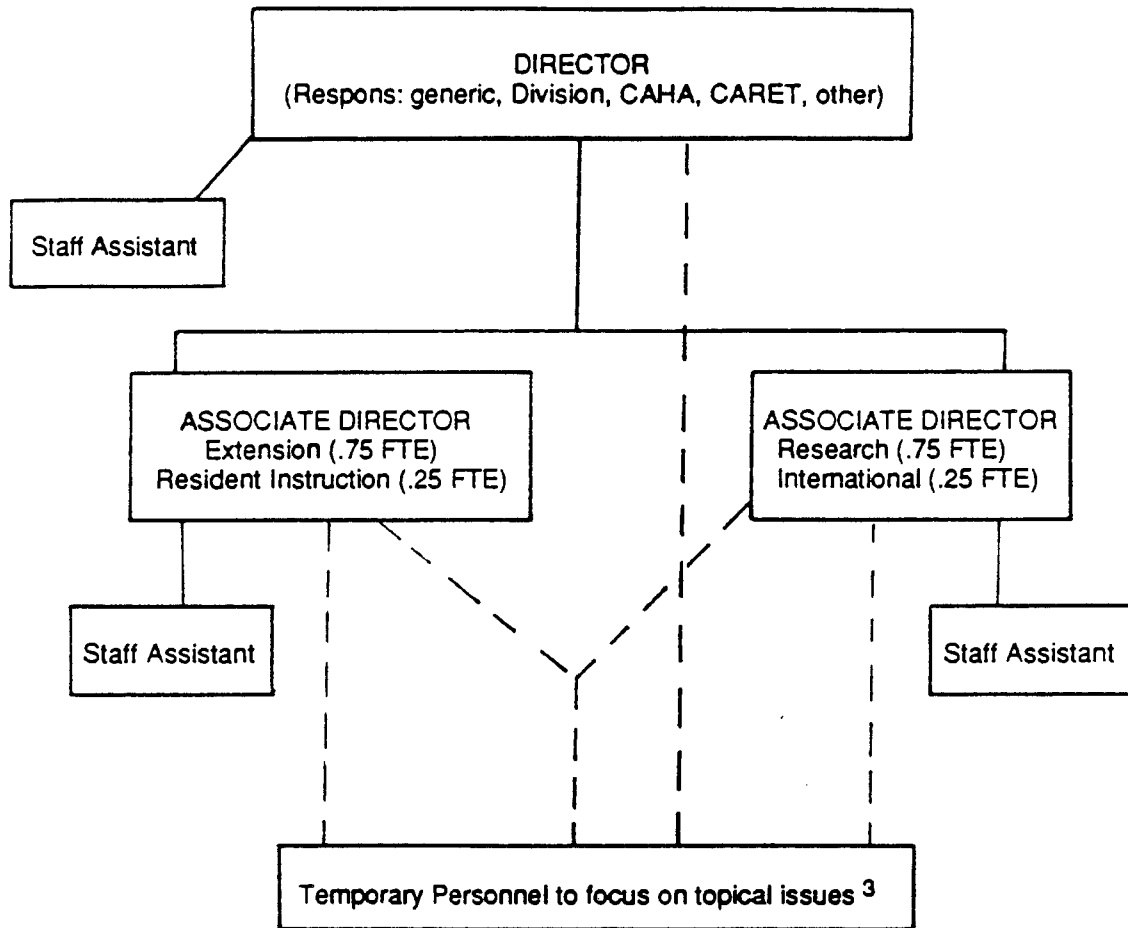 DIRECTOR
(Respons: generic, Division, CAHA, CARET, other)
Staff Assistant
ASSOCIATE DIRECTOR
Extension (.75 FTE)
Resident Instruction (.25 FTE)
ASSOCIATE DIRECTOR
Research (.75 FTE)
International (.25 FTE)
Staff Assistant
Staff Assistant
Temporary Personnel to focus on topical issues 3